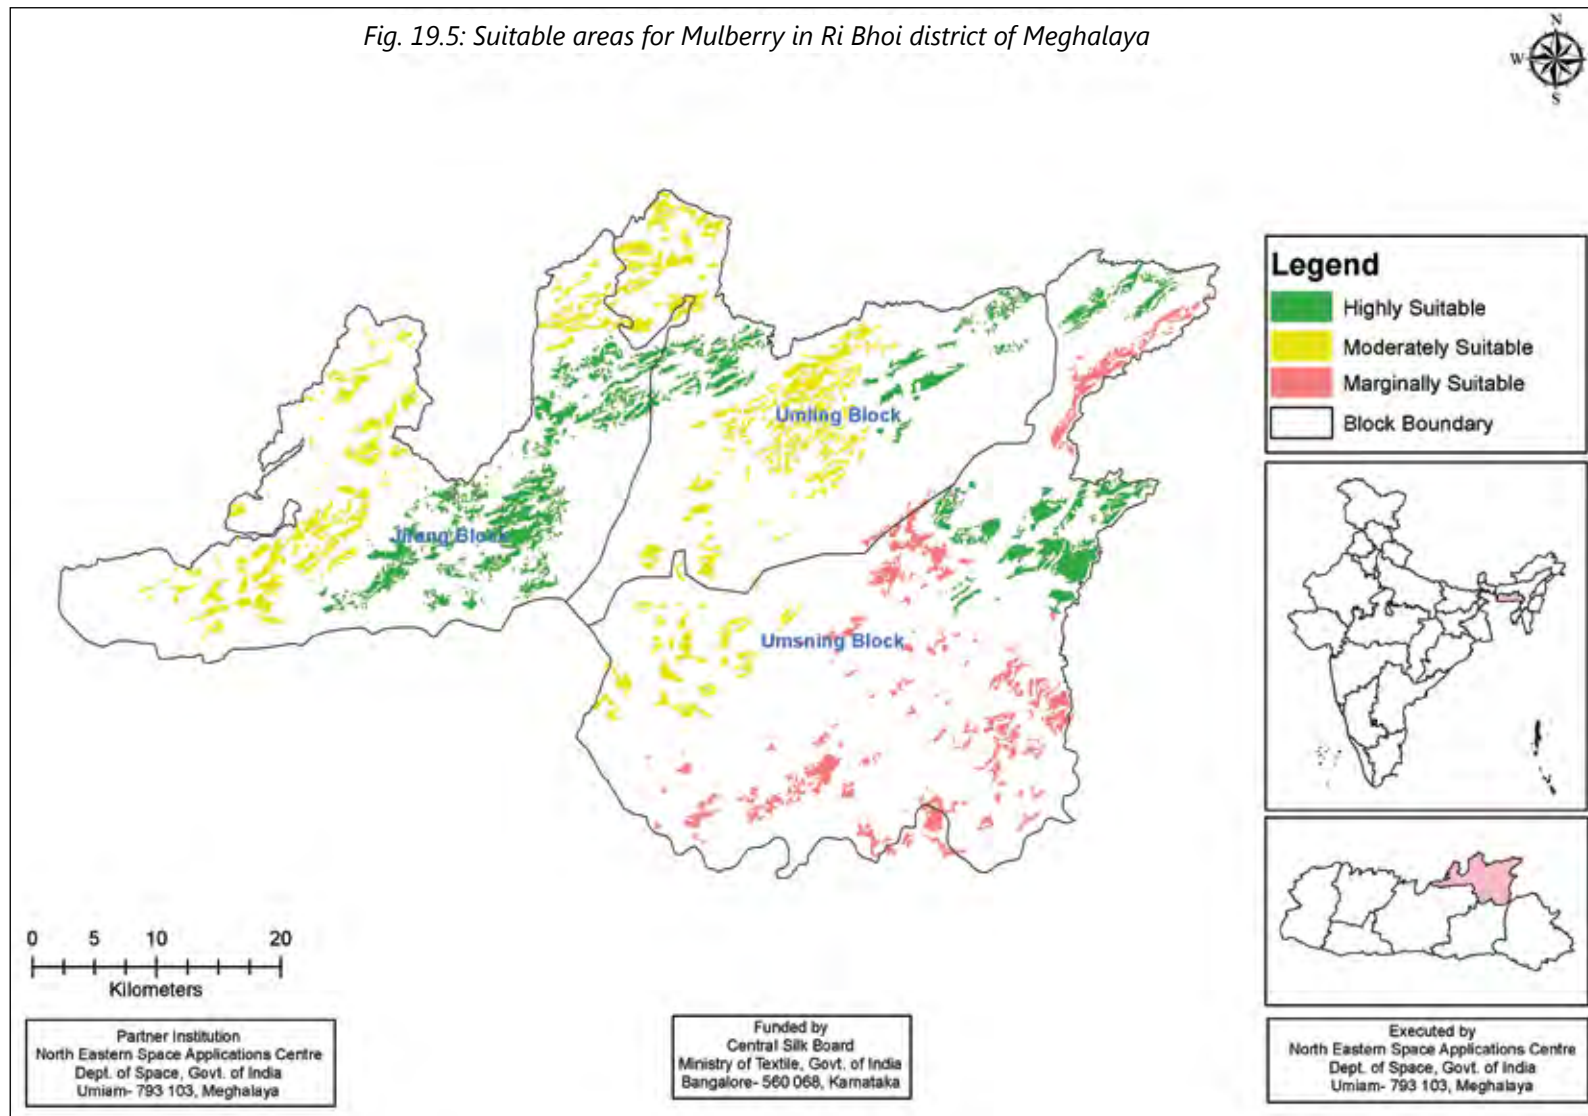 Fig. 19.5: Suitable areas for Mulberry in Ri Bhoi district of Meghalaya
N
W
S
Legend
Highly Suitable
Moderately Suitable
Marginally Suitable
Block Boundary
Umling Block
Jirang Block
Umsning Block
0 5 10 20
Kilometers
Partner Institution
North Eastern Space Applications Centre
Dept. of Space, Govt. of India
Umiam- 793 103, Meghalaya
Funded by
Central Silk Board
Ministry of Textile, Govt. of India
Bangalore- 560 068, Karnataka
Executed by
North Eastern Space Applications Centre
Dept. of Space, Govt. of India
Umiam- 793 103, Meghalaya